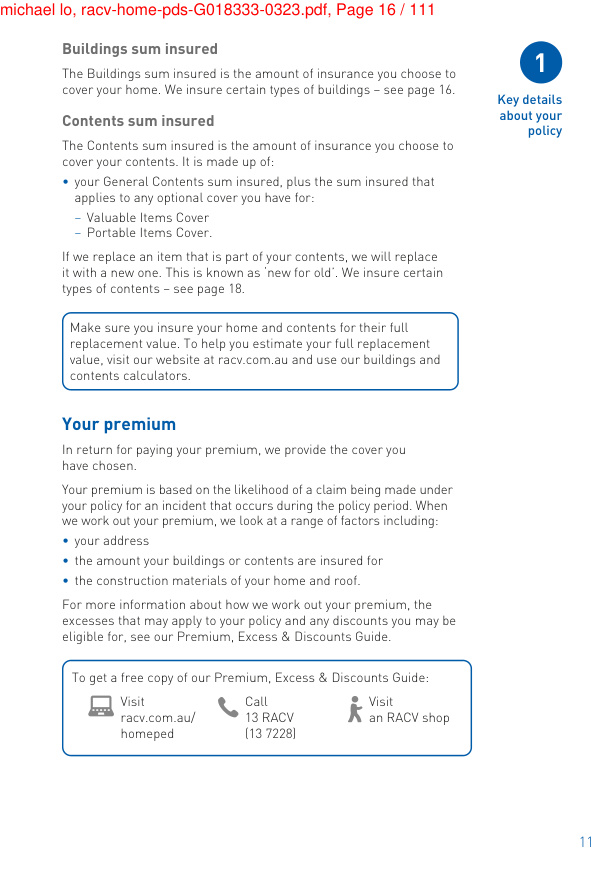 michael lo, racv-home-pds-G018333-0323.pdf, Page 16 / 111
Buildings sum insured
The Buildings sum insured is the amount of insurance you choose to
cover your home. We insure certain types of buildings – see page 16.
1
Key details
about your
policy
Contents sum insured
The Contents sum insured is the amount of insurance you choose to
cover your contents. It is made up of:
• your General Contents sum insured, plus the sum insured that
applies to any optional cover you have for:
– Valuable Items Cover
– Portable Items Cover.
If we replace an item that is part of your contents, we will replace
it with a new one. This is known as ‘new for old’. We insure certain
types of contents – see page 18.
Make sure you insure your home and contents for their full
replacement value. To help you estimate your full replacement
value, visit our website at racv.com.au and use our buildings and
contents calculators.
Your premium
In return for paying your premium, we provide the cover you
have chosen.
Your premium is based on the likelihood of a claim being made under
your policy for an incident that occurs during the policy period. When
we work out your premium, we look at a range of factors including:
• your address
• the amount your buildings or contents are insured for
• the construction materials of your home and roof.
For more information about how we work out your premium, the
excesses that may apply to your policy and any discounts you may be
eligible for, see our Premium, Excess & Discounts Guide.
To get a free copy of our Premium, Excess & Discounts Guide:
Visit
racv.com.au/
homeped
Call
13 RACV
(13 7228)
Visit
an RACV shop
11